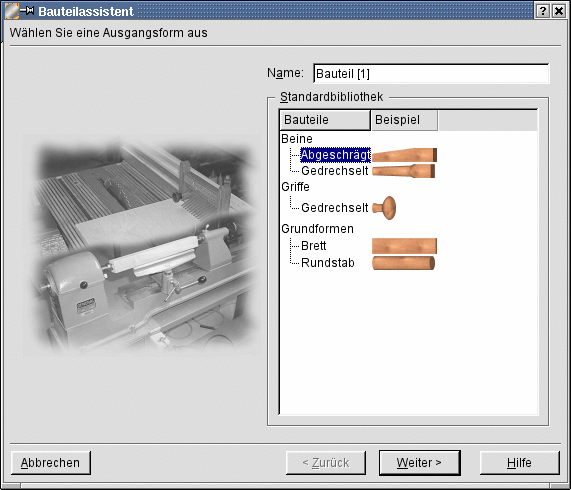 Bauteilassistent
Wählen Sie eine Ausgangsform aus
Name: Bauteil [1]
Standardbibliothek
Bauteile Beispiel
Beine
Abgeschrägt
Gedrechselt
Griffe
Gedrechselt
Grundformen
Brett
Rundstab
Abbrechen < Zurück Weiter > Hilfe